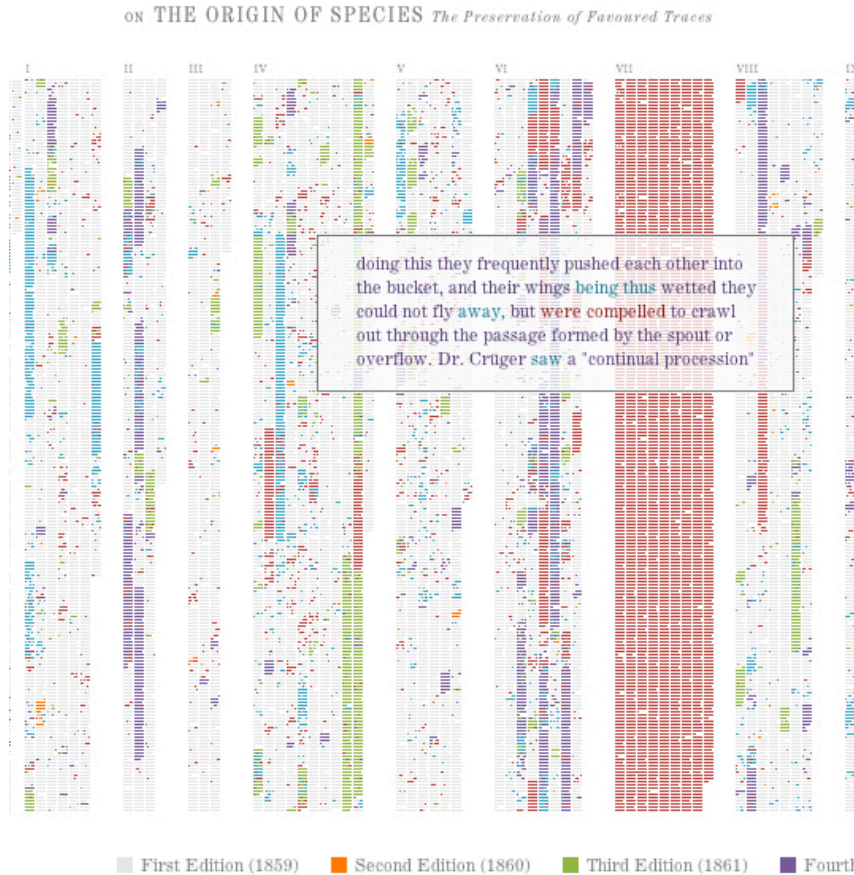 ON THE ORIGIN OF SPECIES The Preservation of Favoured Traces
I II III IV V VI VII VIII IX
doing this they frequently pushed each other into
the bucket, and their wings being thus wetted they
could not fly away, but were compelled to crawl
out through the passage formed by the spout or
overflow. Dr. Crüger saw a "continual procession"
First Edition (1859) Second Edition (1860) Third Edition (1861) Fourth